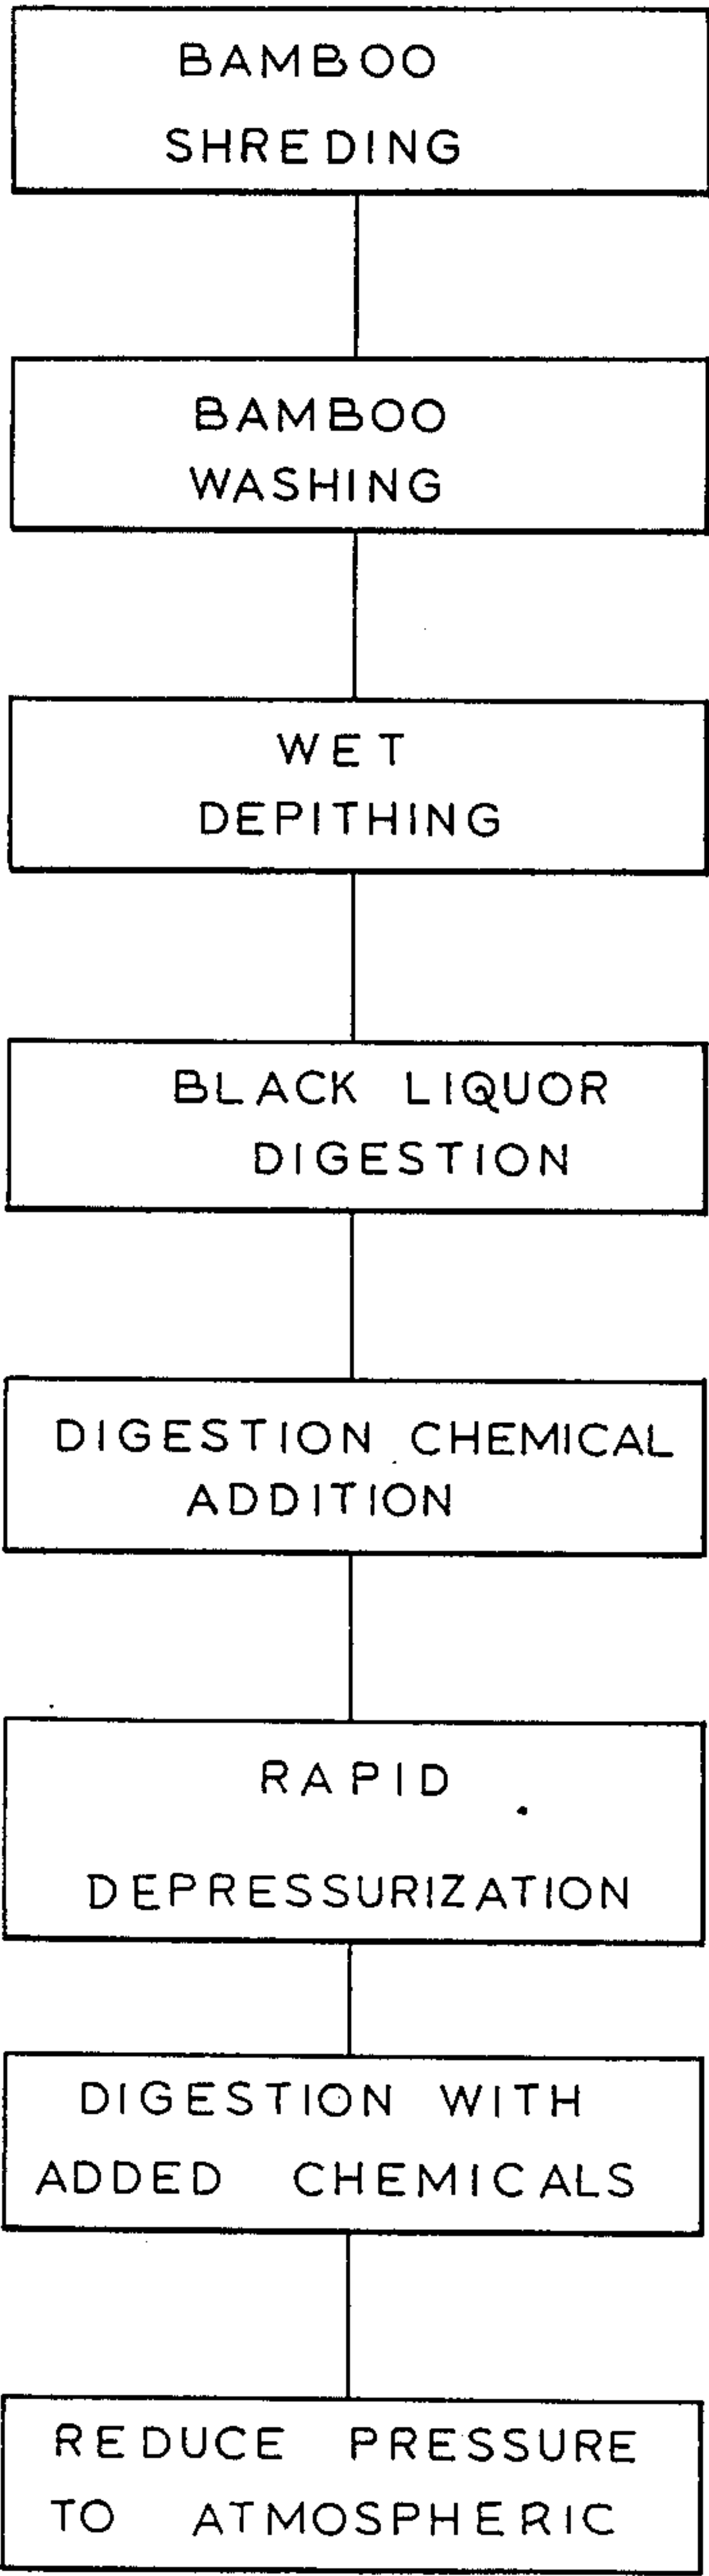 BAMBOO
SHREDING
BAMBOO
WASHING
WET
DEPITHING
BLACK LIQUOR
DIGESTION
DIGESTION CHEMICAL
ADDITION
RAPID
DEPRESSURIZATION
DIGESTION WITH
ADDED CHEMICALS
REDUCE PRESSURE
TO ATMOSPHERIC